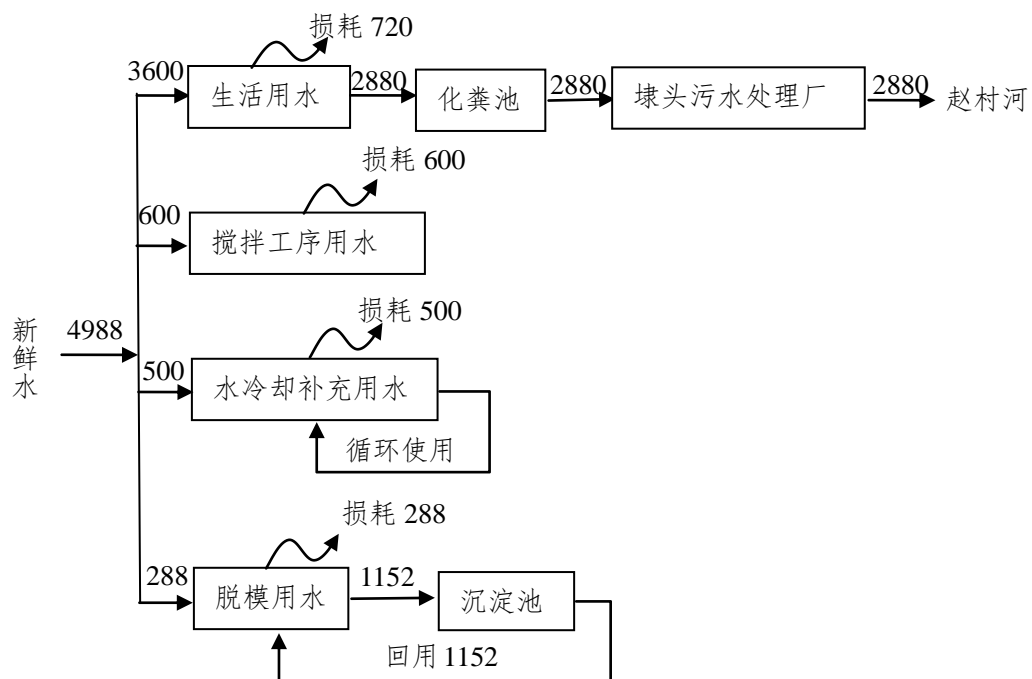 损耗 720
3600
生活用水
2880
化粪池
2880
埭头污水处理厂
2880
赵村河
损耗 600
600
搅拌工序用水
新鲜水
4988
损耗 500
500
水冷却补充用水
循环使用
损耗 288
288
脱模用水
1152
沉淀池
回用 1152